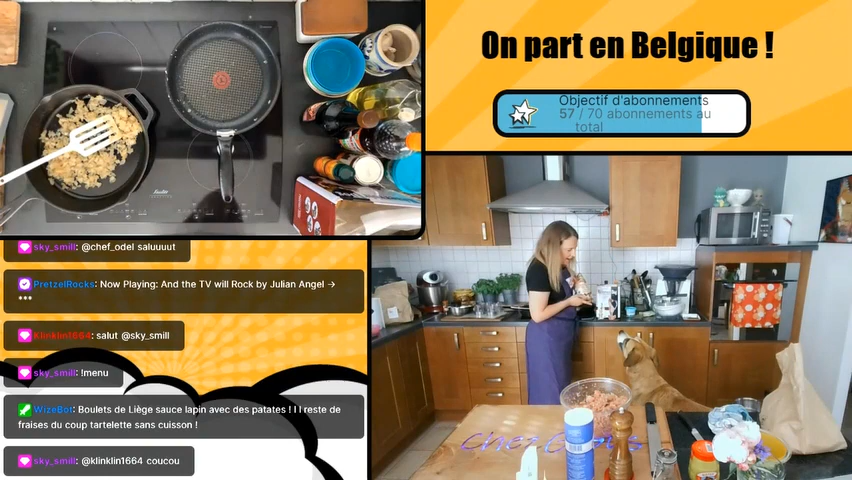 On part en Belgique !
Objectif d'abonnements
57 / 70 abonnements au
total
sky_smill: @chef_odel saluuuut
PretzelRocks: Now Playing: And the TV will Rock by Julian Angel ->
***
Klinklin1664: salut @sky_smill
sky_smill: !menu
WizeBot: Boulets de Liège sauce lapin avec des patates ! I l reste de
fraises du coup tartelette sans cuisson !
sky_smill: @klinklin1664 coucou